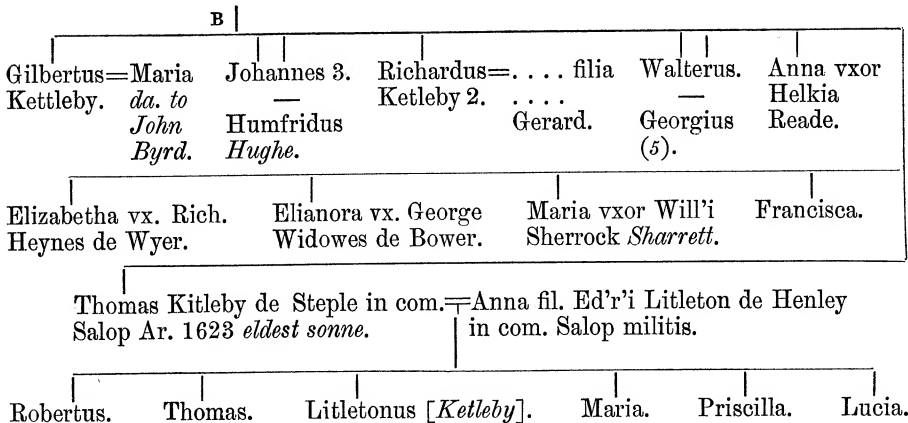 B
Gilbertus=Maria
Kettleby. da. to
John
Byrd.
Johannes 3.
—
Humfridus
Hughe.
Richardus=. . . . filia
Ketleby 2. . . . .
Gerard.
Walterus.
—
Georgius
(5).
Anna vxor
Helkia
Reade.
Elizabetha vx. Rich.
Heynes de Wyer.
Elianora vx. George
Widowes de Bower.
Maria vxor Will'i
Sherrock Sharrett.
Francisca.
Thomas Kitleby de Steple in com.=Anna fil. Ed'r'i Litleton de Henley
Salop Ar. 1623 eldest sonne. in com. Salop militis.
Robertus. Thomas. Litletonus [Ketleby]. Maria. Priscilla. Lucia.